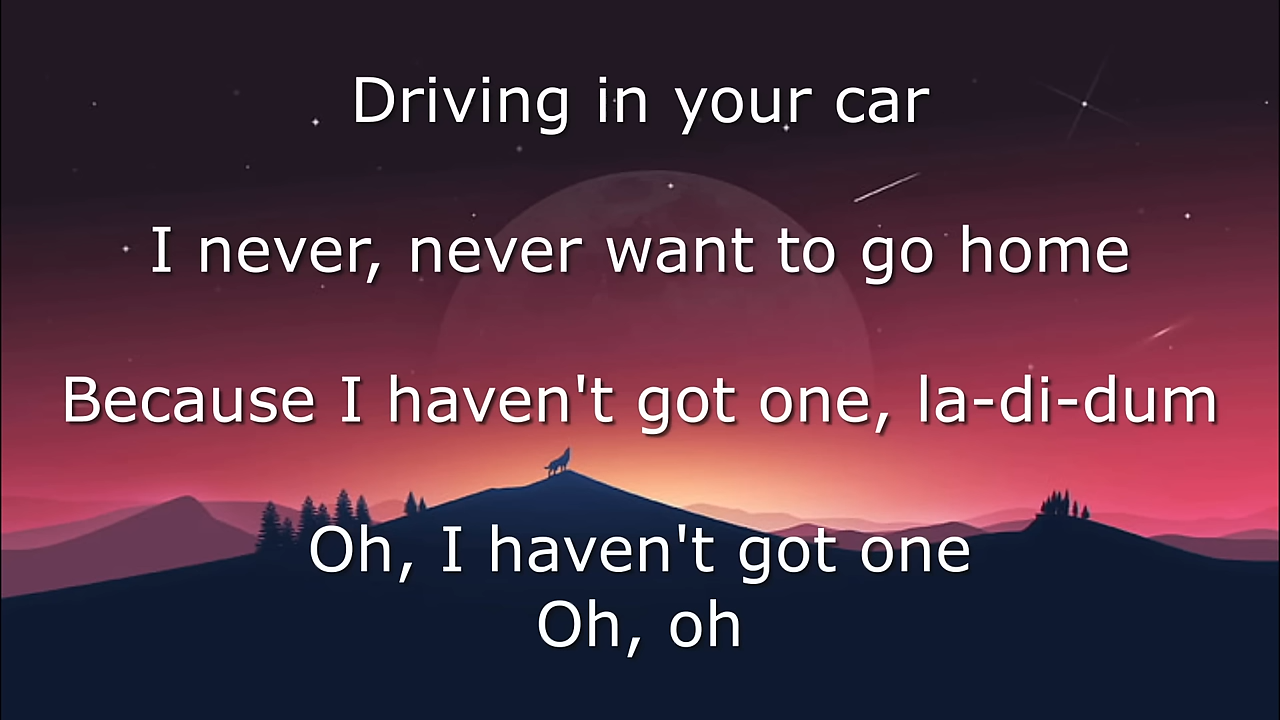 Driving in your car
I never, never want to go home
Because I haven't got one, la-di-dum
Oh, I haven't got one
Oh, oh